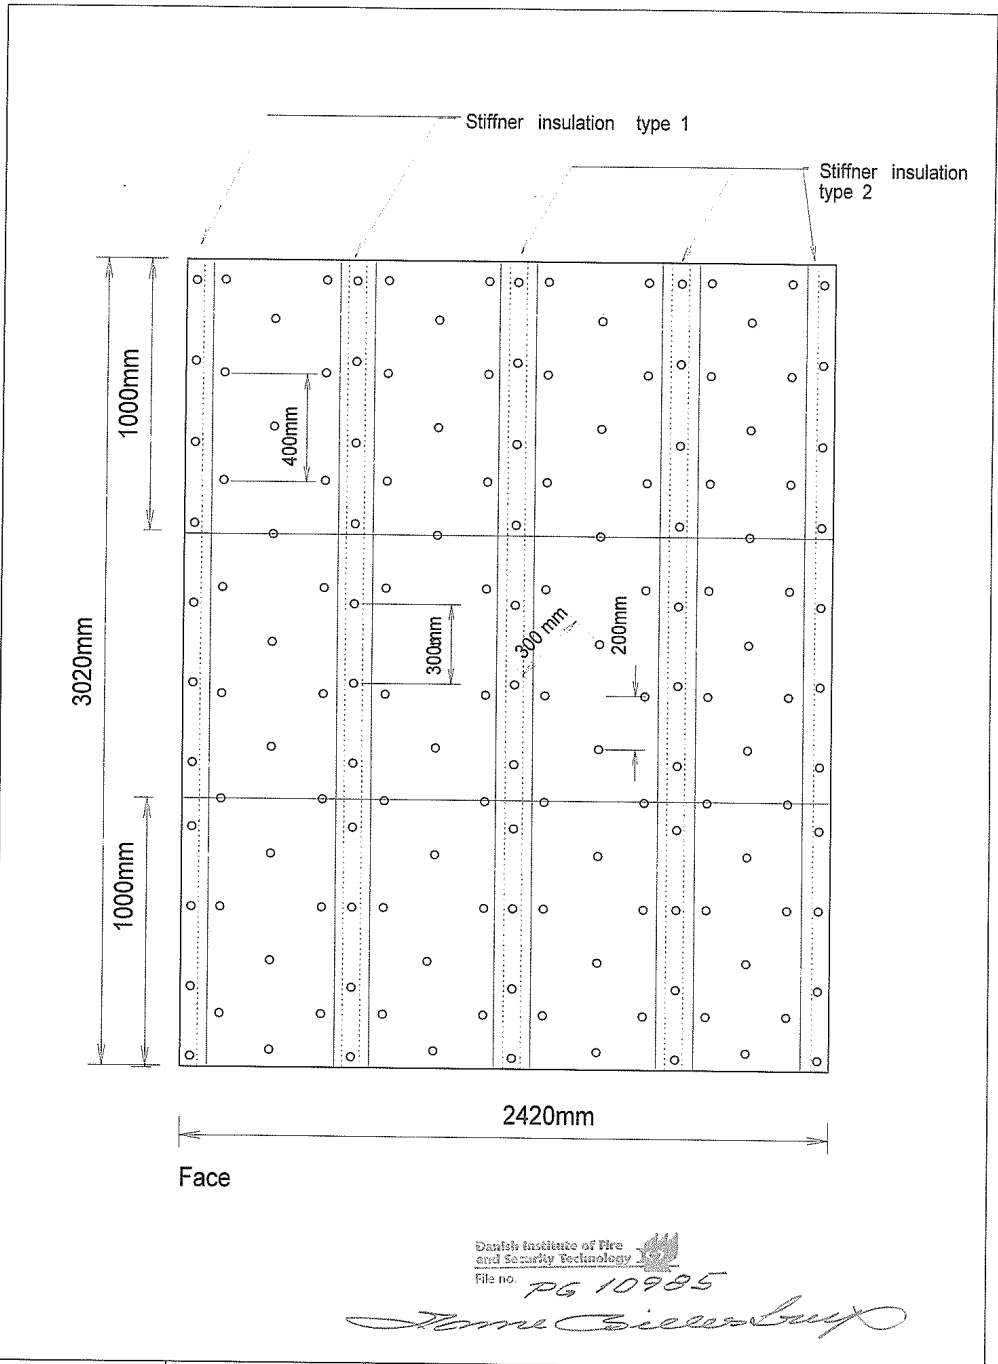 Stiffner insulation type 1
Stiffner insulation
type 2
1000mm
400mm
3020mm
300mm
300 mm
200mm
1000mm
2420mm
Face
Danish Institute of Fire
and Security Technology
File no. PG 10985